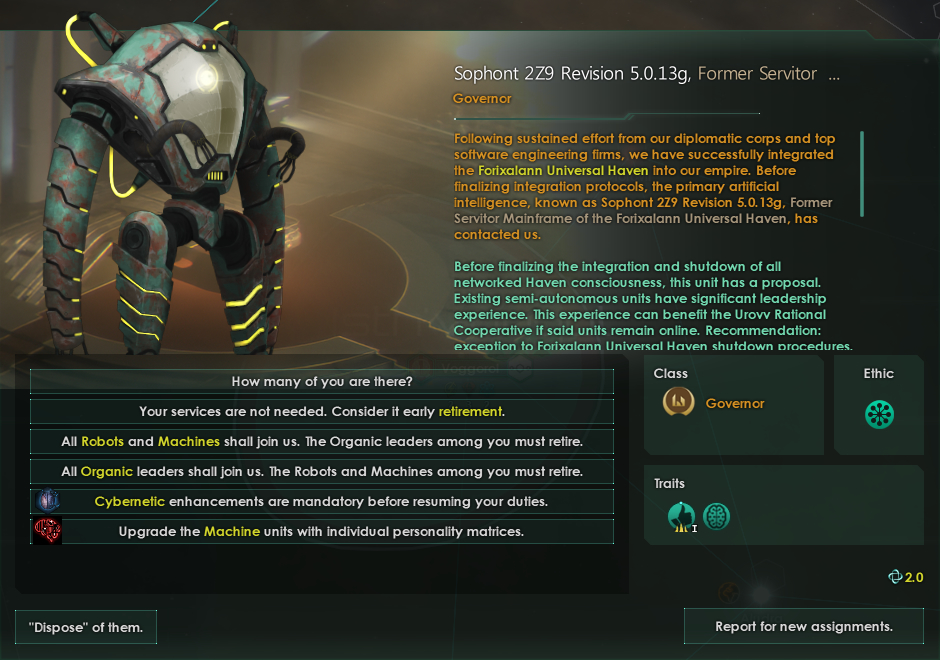 Sophont 2Z9 Revision 5.0.13g, Former Servitor ...
Governor
Following sustained effort from our diplomatic corps and top
software engineering firms, we have successfully integrated
the Forixalann Universal Haven into our empire. Before
finalizing integration protocols, the primary artificial
intelligence, known as Sophont 2Z9 Revision 5.0.13g, Former
Servitor Mainframe of the Forixalann Universal Haven, has
contacted us.
Before finalizing the integration and shutdown of all
networked Haven consciousness, this unit has a proposal.
Existing semi-autonomous units have significant leadership
experience. This experience can benefit the Urovv Rational
Cooperative if said units remain online. Recommendation:
exception to Forixalann Universal Haven shutdown procedures.
How many of you are there?
Your services are not needed. Consider it early retirement.
All Robots and Machines shall join us. The Organic leaders among you must retire.
All Organic leaders shall join us. The Robots and Machines among you must retire.
Cybernetic enhancements are mandatory before resuming your duties.
Upgrade the Machine units with individual personality matrices.
Class
Governor
Ethic
Traits
I
2.0
"Dispose" of them.
Report for new assignments.